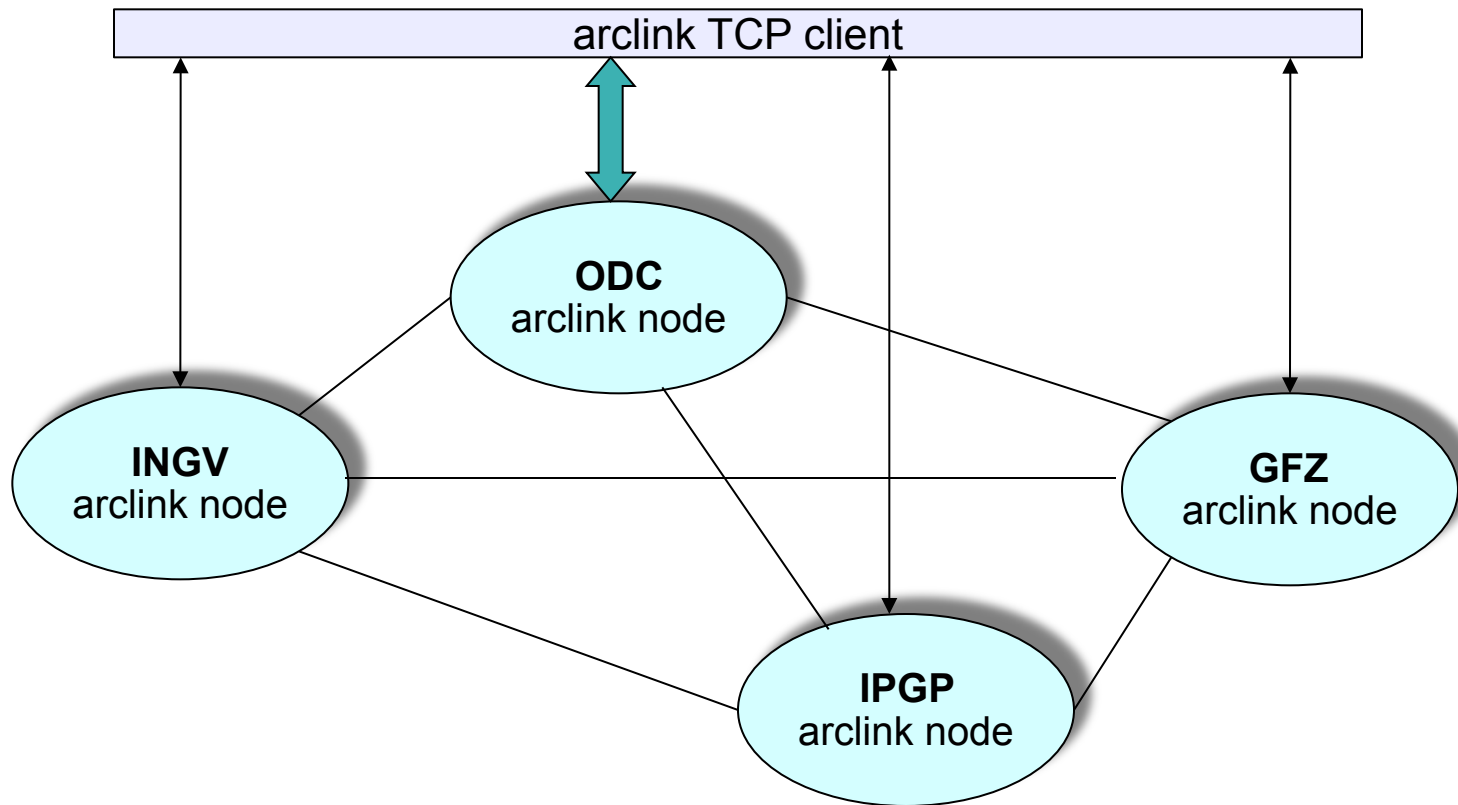 arclink TCP client
ODC
arclink node
INGV
arclink node
GFZ
arclink node
IPGP
arclink node